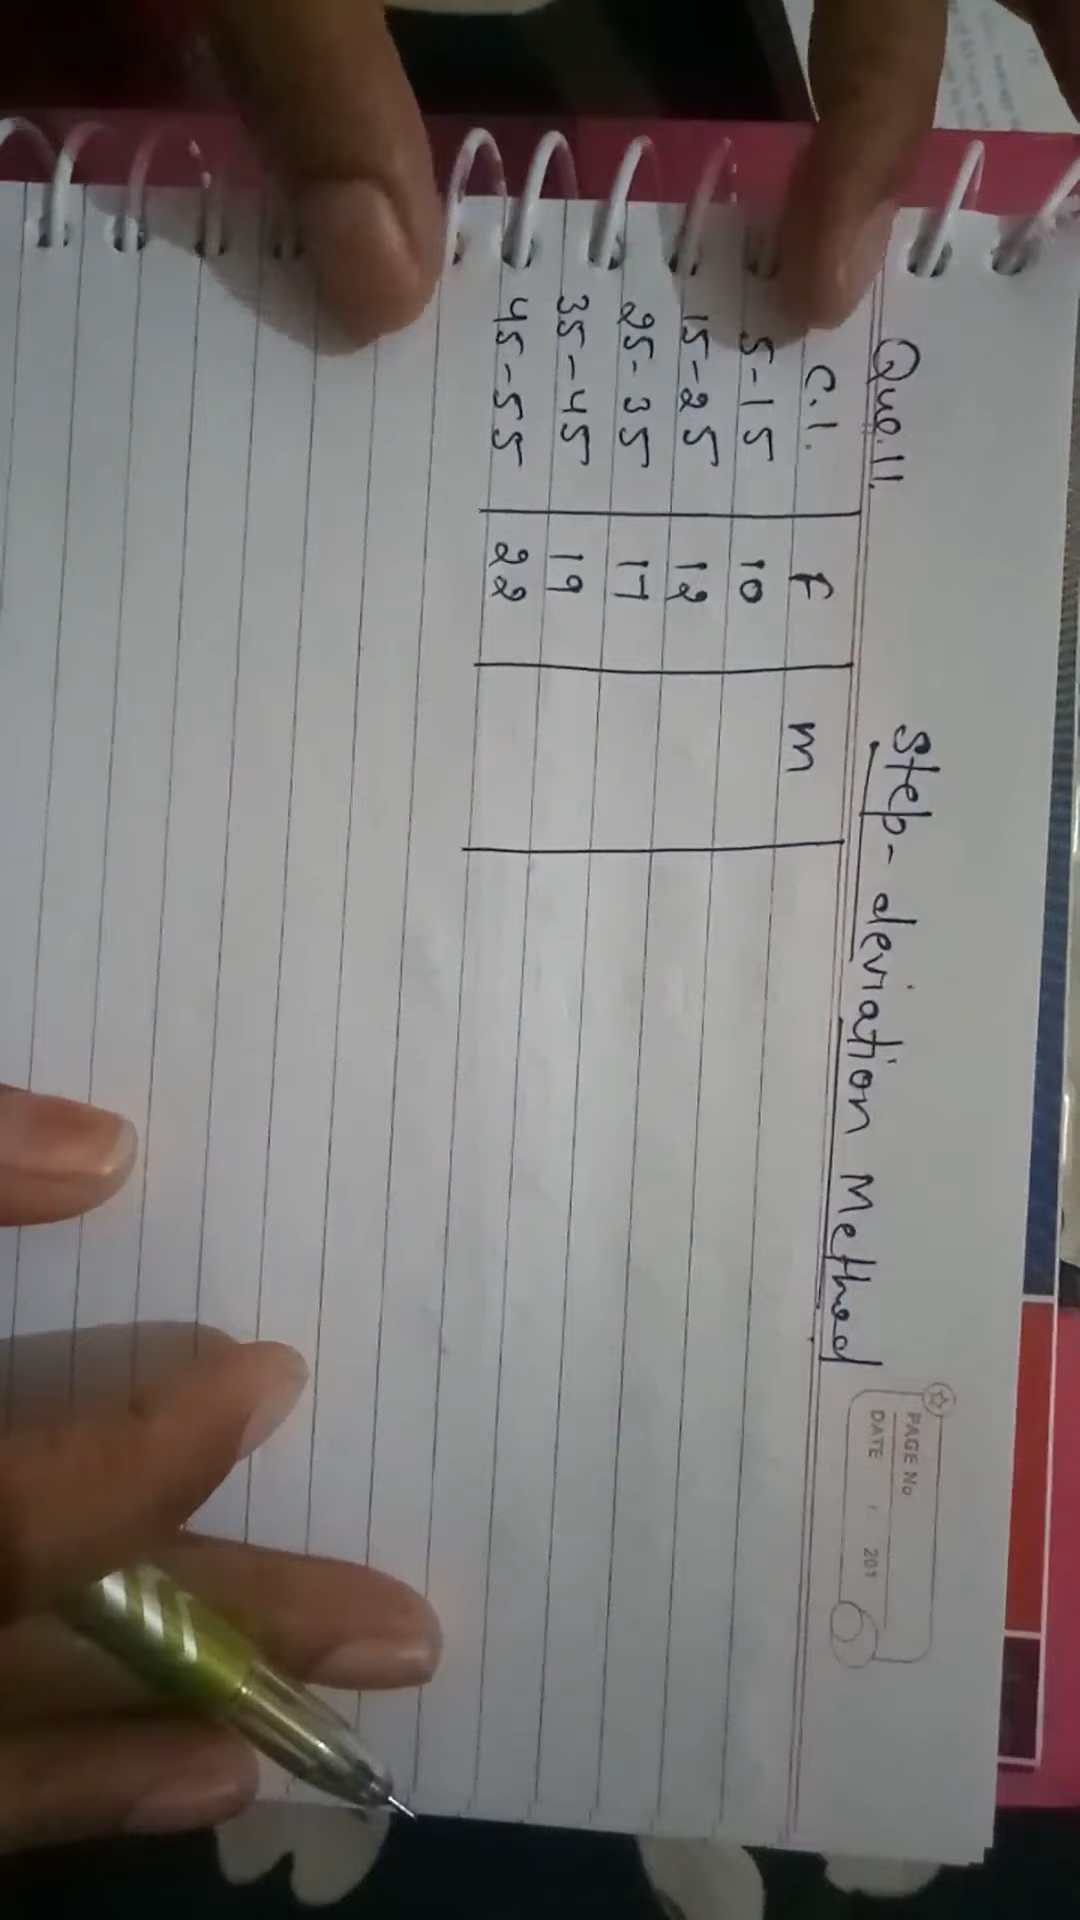 Step-deviation Method
PAGE No
DATE / 201
Que.11.
C.I. F m
5-15 10
15-25 12
25-35 17
35-45 19
45-55 22